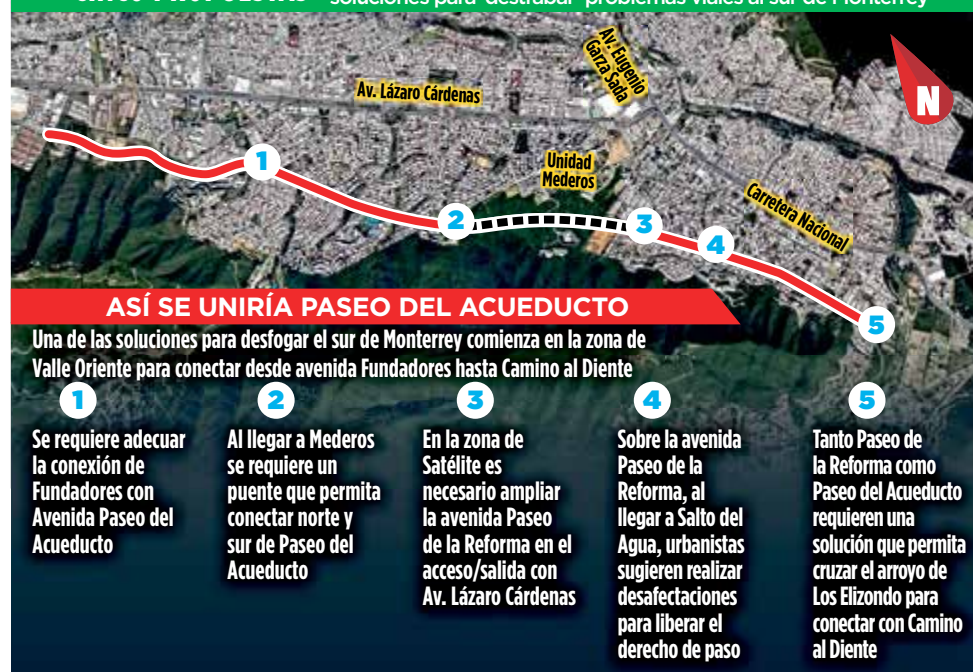 soluciones para "destrabar" problemas viales al sur de Monterrey
Av. Eugenio
Garza Sada
Av. Lázaro Cárdenas
N
1
Unidad
Mederos
Carretera Nacional
2
3
4
5
ASÍ SE UNIRÍA PASEO DEL ACUEDUCTO
Una de las soluciones para desfogar el sur de Monterrey comienza en la zona de
Valle Oriente para conectar desde avenida Fundadores hasta Camino al Diente
1
Se requiere adecuar
la conexión de
Fundadores con
Avenida Paseo del
Acueducto
2
Al llegar a Mederos
se requiere un
puente que permita
conectar norte y
sur de Paseo del
Acueducto
3
En la zona de
Satélite es
necesario ampliar
la avenida Paseo
de la Reforma en el
acceso/salida con
Av. Lázaro Cárdenas
4
Sobre la avenida
Paseo de la
Reforma, al
llegar a Salto del
Agua, urbanistas
sugieren realizar
desafectaciones
para liberar el
derecho de paso
5
Tanto Paseo de
la Reforma como
Paseo del Acueducto
requieren una
solución que permita
cruzar el arroyo de
Los Elizondo para
conectar con Camino
al Diente